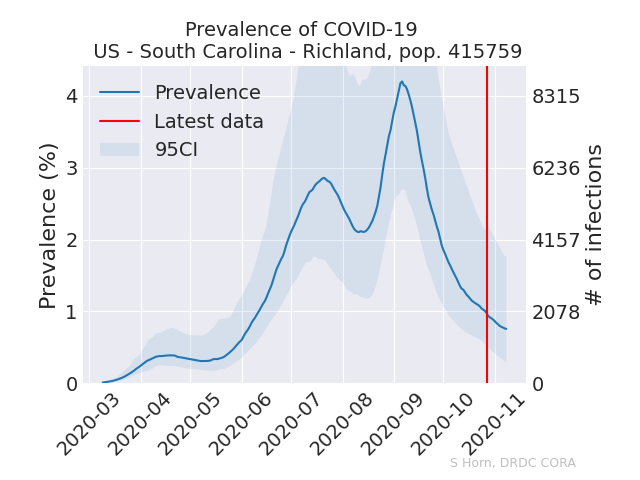 Prevalence of COVID-19
US - South Carolina - Richland, pop. 415759
Prevalence
Latest data
95CI
Prevalence (%)
4
3
2
1
0
8315
6236
4157
2078
0
# of infections
2020-03
2020-04
2020-05
2020-06
2020-07
2020-08
2020-09
2020-10
2020-11
S Horn, DRDC CORA